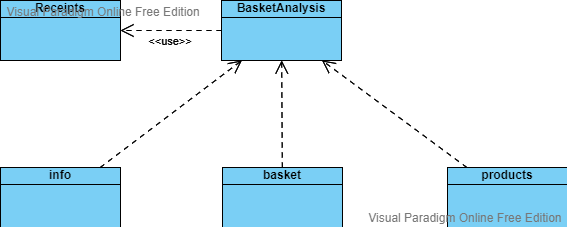 Receipts
BasketAnalysis
Visual Paradigm Online Free Edition
<<use>>
info
basket
products
Visual Paradigm Online Free Edition